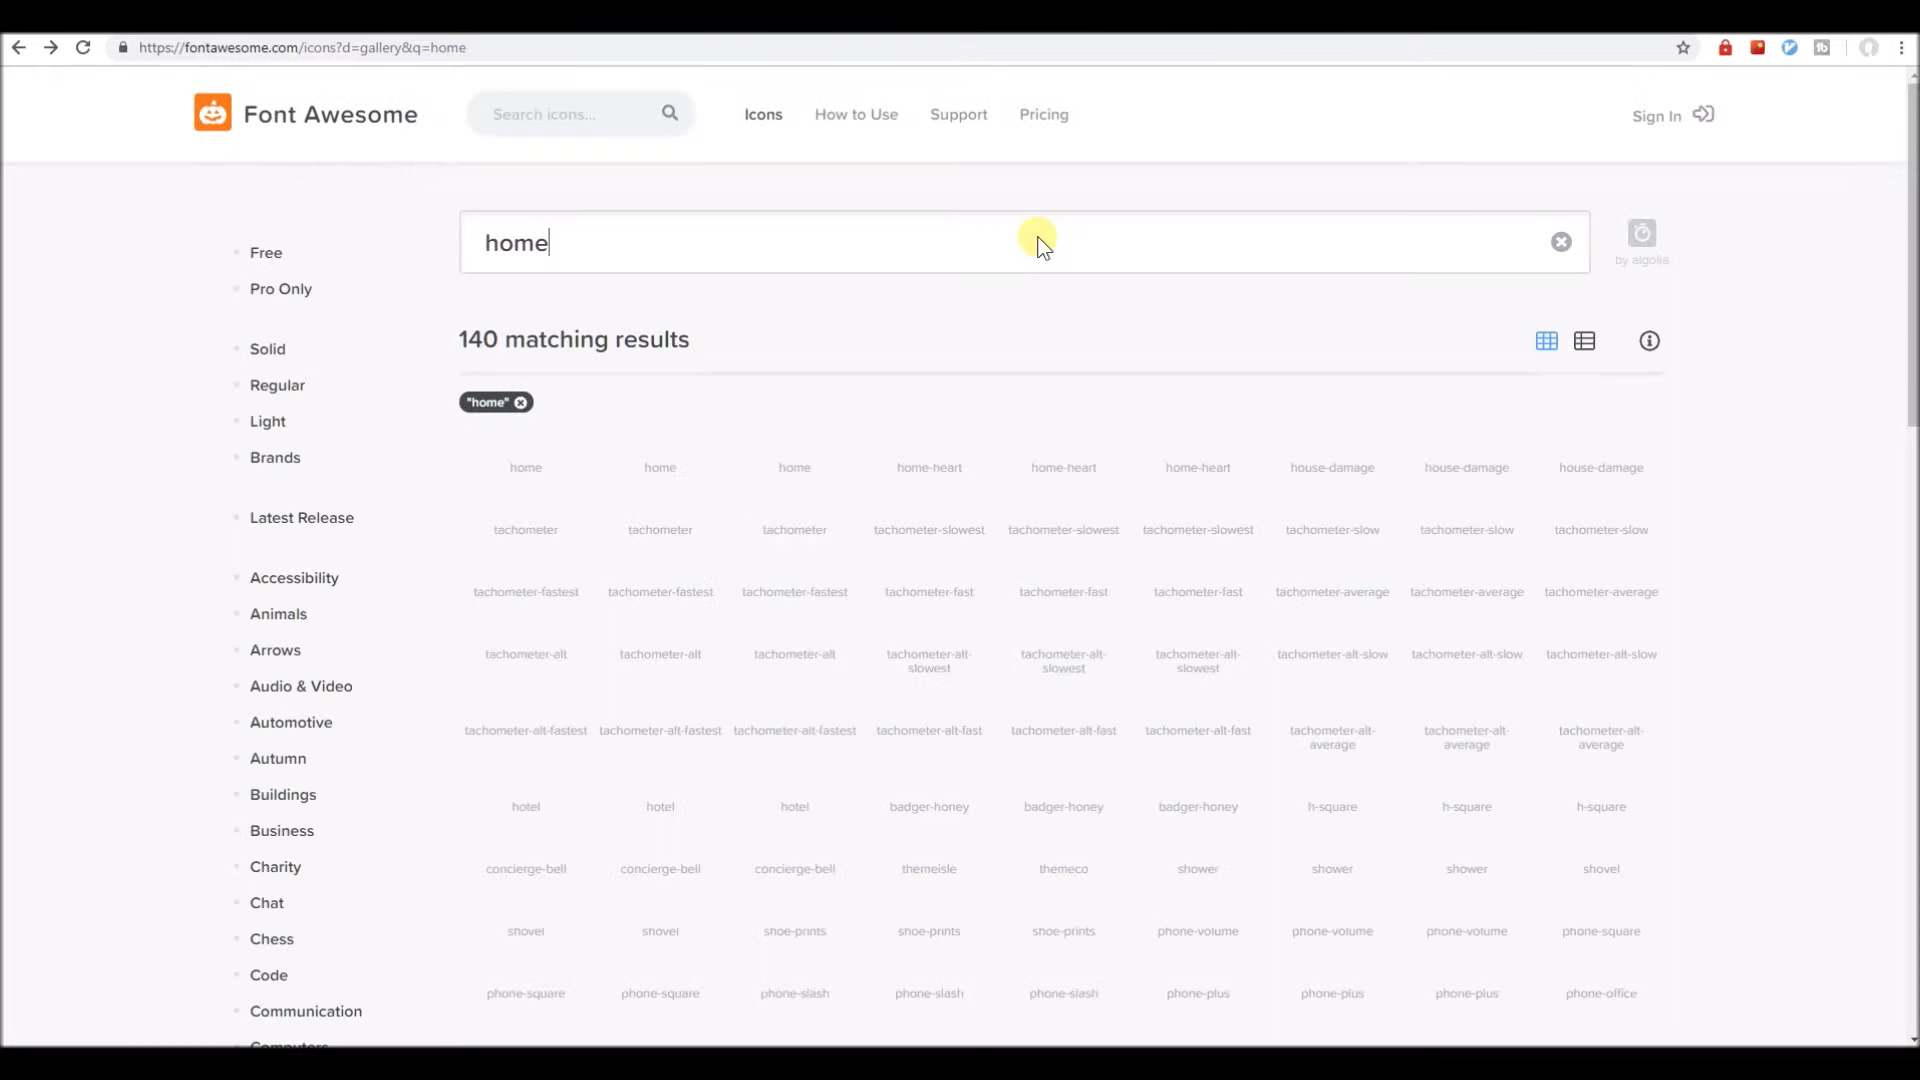 https://fontawesome.com/icons?d=gallery&q=home
Font Awesome
Search icons...
Icons
How to Use
Support
Pricing
Sign In
home
by algolia
140 matching results
"home"
Free
Pro Only
Solid
Regular
Light
Brands
Latest Release
Accessibility
Animals
Arrows
Audio & Video
Automotive
Autumn
Buildings
Business
Charity
Chat
Chess
Code
Communication
Computers
home home home home-heart home-heart home-heart house-damage house-damage house-damage
tachometer tachometer tachometer tachometer-slowest tachometer-slowest tachometer-slowest tachometer-slow tachometer-slow tachometer-slow
tachometer-fastest tachometer-fastest tachometer-fastest tachometer-fast tachometer-fast tachometer-fast tachometer-average tachometer-average tachometer-average
tachometer-alt tachometer-alt tachometer-alt tachometer-alt- tachometer-alt- tachometer-alt- tachometer-alt-slow tachometer-alt-slow tachometer-alt-slow
slowest slowest slowest
tachometer-alt-fastest tachometer-alt-fastest tachometer-alt-fastest tachometer-alt-fast tachometer-alt-fast tachometer-alt-fast tachometer-alt- tachometer-alt- tachometer-alt-
average average average
hotel hotel hotel badger-honey badger-honey badger-honey h-square h-square h-square
concierge-bell concierge-bell concierge-bell themeisle themeco shower shower shower shovel
shovel shovel shoe-prints shoe-prints shoe-prints phone-volume phone-volume phone-volume phone-square
phone-square phone-square phone-slash phone-slash phone-slash phone-plus phone-plus phone-plus phone-office